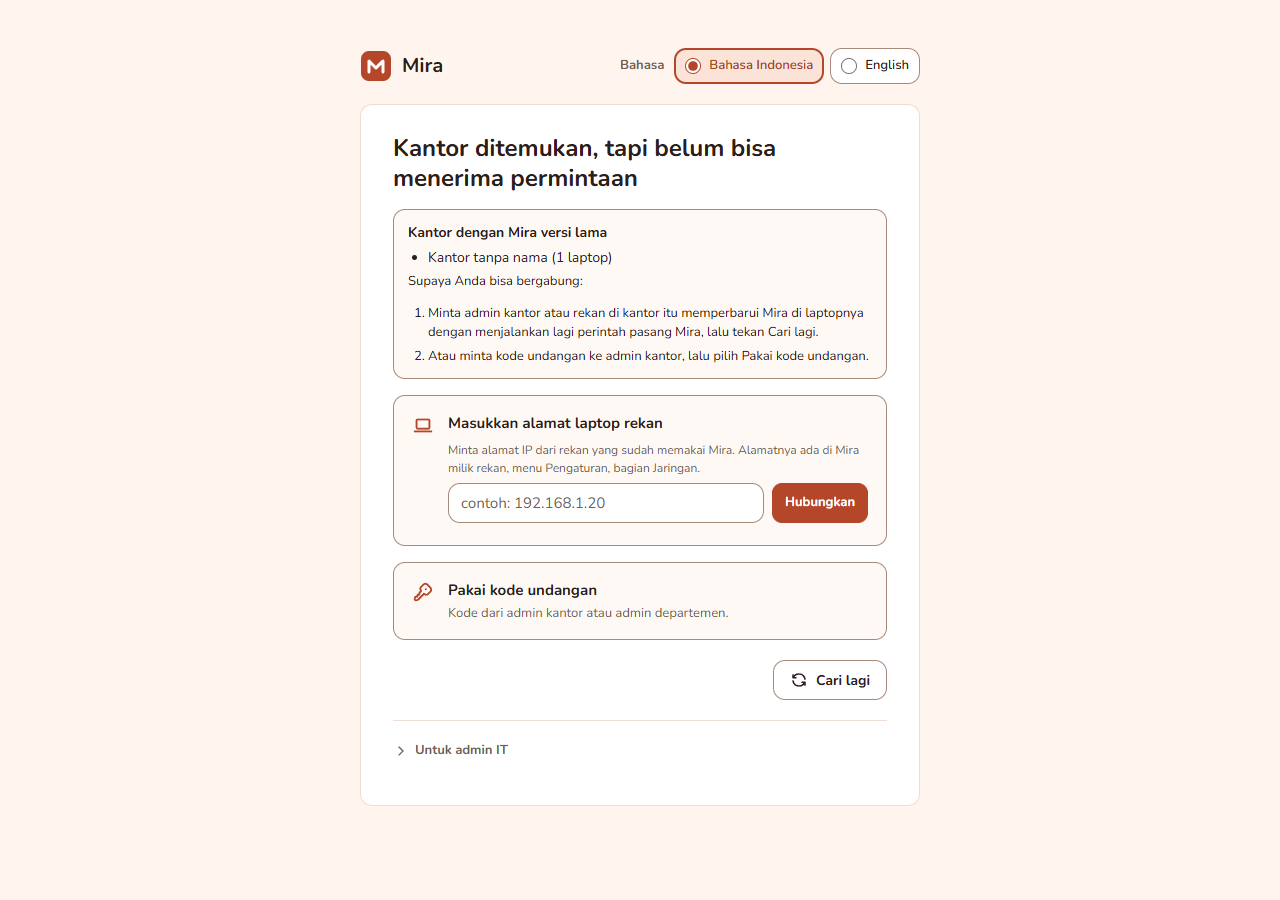 Mira
Bahasa
Bahasa Indonesia
English
Kantor ditemukan, tapi belum bisa
menerima permintaan
Kantor dengan Mira versi lama
• Kantor tanpa nama (1 laptop)
Supaya Anda bisa bergabung:
1. Minta admin kantor atau rekan di kantor itu memperbarui Mira di laptopnya
dengan menjalankan lagi perintah pasang Mira, lalu tekan Cari lagi.
2. Atau minta kode undangan ke admin kantor, lalu pilih Pakai kode undangan.
Masukkan alamat laptop rekan
Minta alamat IP dari rekan yang sudah memakai Mira. Alamatnya ada di Mira
milik rekan, menu Pengaturan, bagian Jaringan.
contoh: 192.168.1.20
Hubungkan
Pakai kode undangan
Kode dari admin kantor atau admin departemen.
Cari lagi
Untuk admin IT